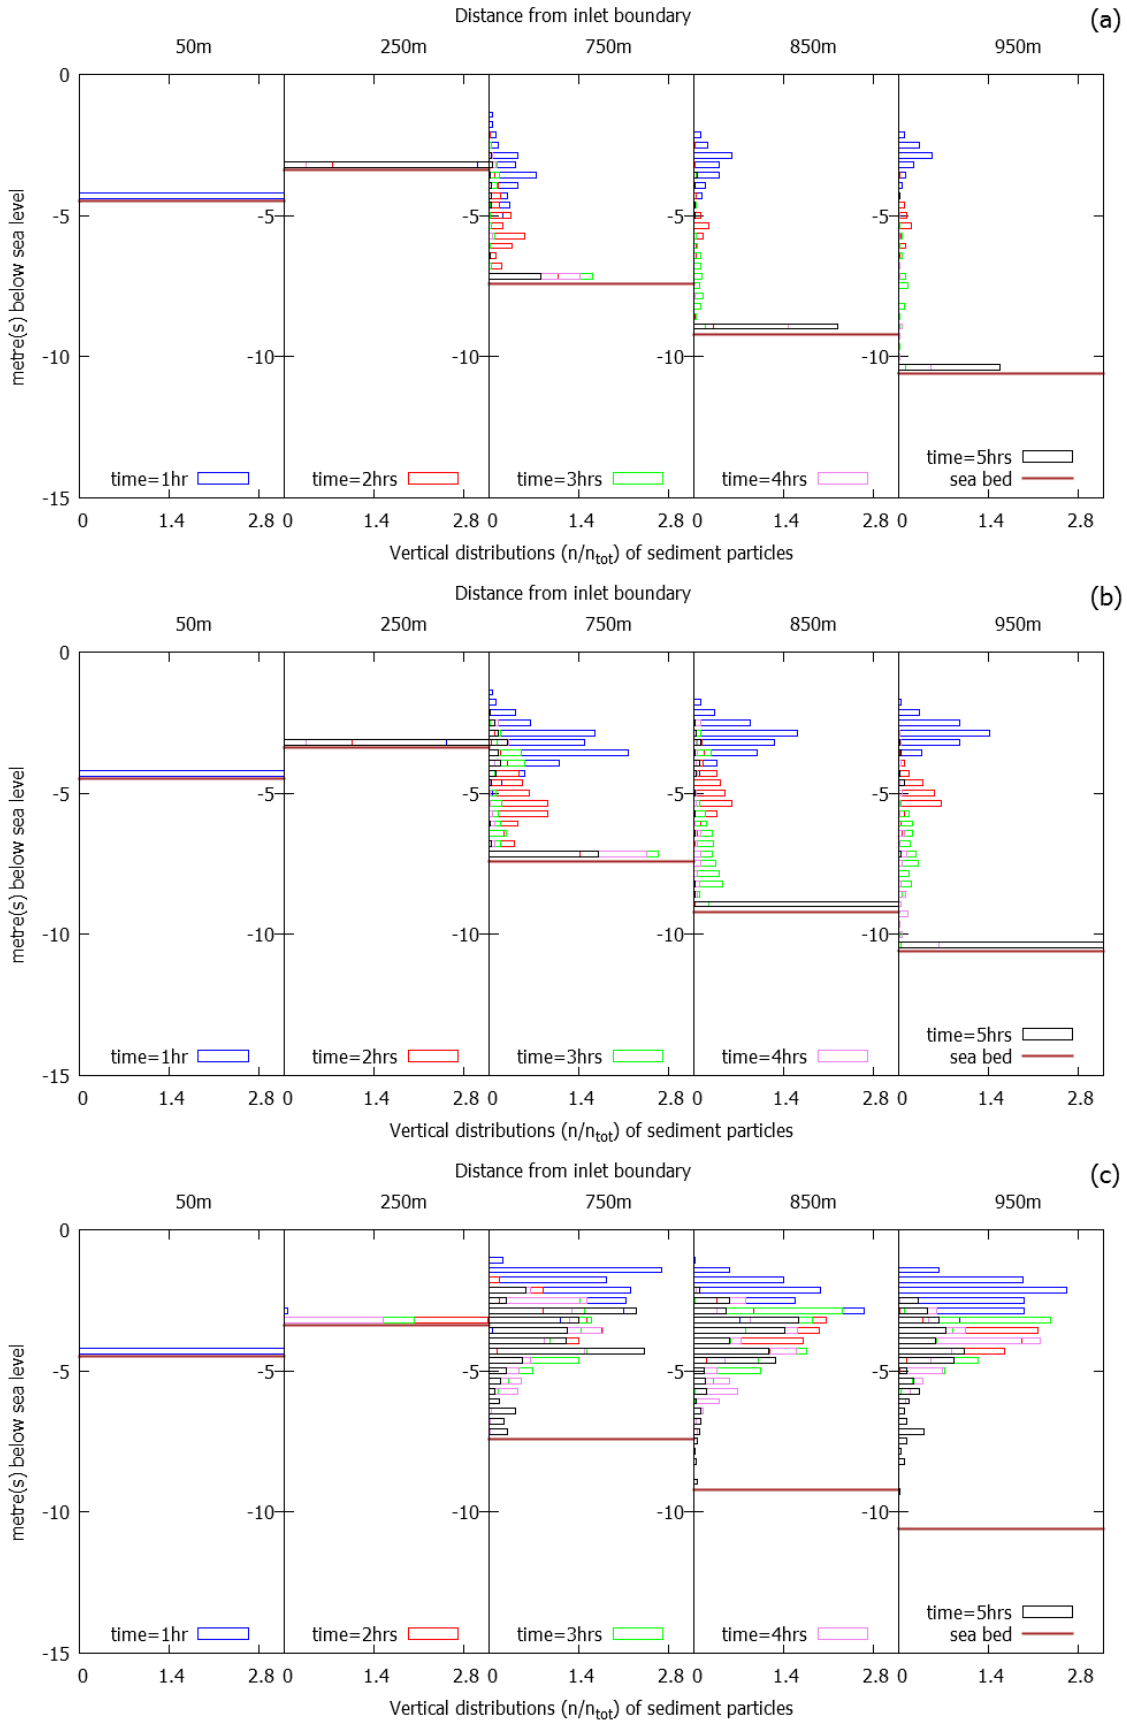 Distance from inlet boundary
(a)
50m 250m 750m 850m 950m
0
-5 -5 -5 -5 -5
-10 -10 -10 -10 -10
-15
metre(s) below sea level
time=1hr time=2hrs time=3hrs time=4hrs time=5hrs
sea bed
0 1.4 2.8 0 1.4 2.8 0 1.4 2.8 0 1.4 2.8 0 1.4 2.8
Vertical distributions (n/ntot) of sediment particles
Distance from inlet boundary
(b)
50m 250m 750m 850m 950m
0
-5 -5 -5 -5 -5
-10 -10 -10 -10 -10
-15
metre(s) below sea level
time=1hr time=2hrs time=3hrs time=4hrs time=5hrs
sea bed
0 1.4 2.8 0 1.4 2.8 0 1.4 2.8 0 1.4 2.8 0 1.4 2.8
Vertical distributions (n/ntot) of sediment particles
Distance from inlet boundary
(c)
50m 250m 750m 850m 950m
0
-5 -5 -5 -5 -5
-10 -10 -10 -10 -10
-15
metre(s) below sea level
time=1hr time=2hrs time=3hrs time=4hrs time=5hrs
sea bed
0 1.4 2.8 0 1.4 2.8 0 1.4 2.8 0 1.4 2.8 0 1.4 2.8
Vertical distributions (n/ntot) of sediment particles